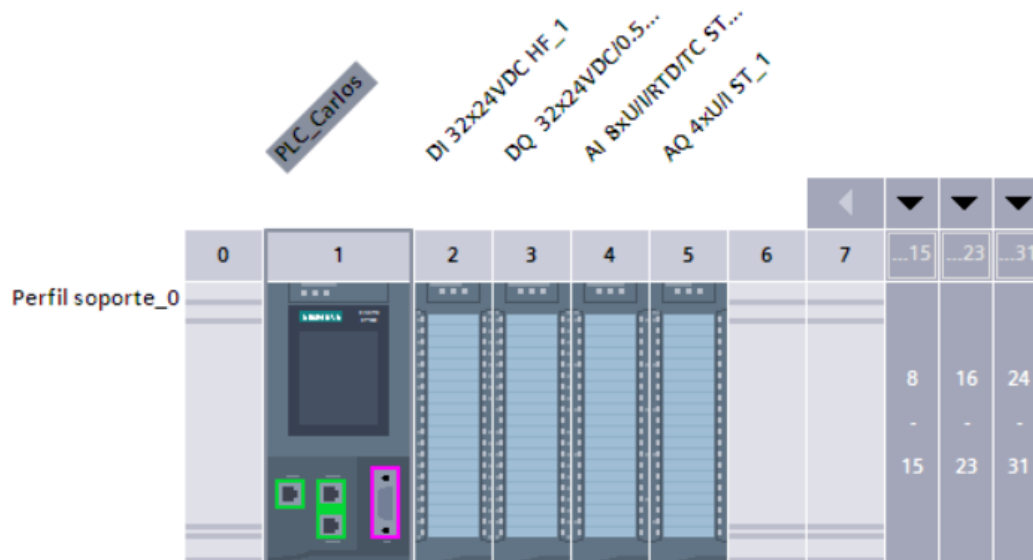 PLC_Carlos
DI 32x24VDC HF_1
DQ 32x24VDC/0.5...
AI 8xU/I/RTD/TC ST...
AQ 4xU/I ST_1
0 1 2 3 4 5 6 7 ...15 ...23 ...31
Perfil soporte_0
SIEMENS
8 16 24
- - -
15 23 31